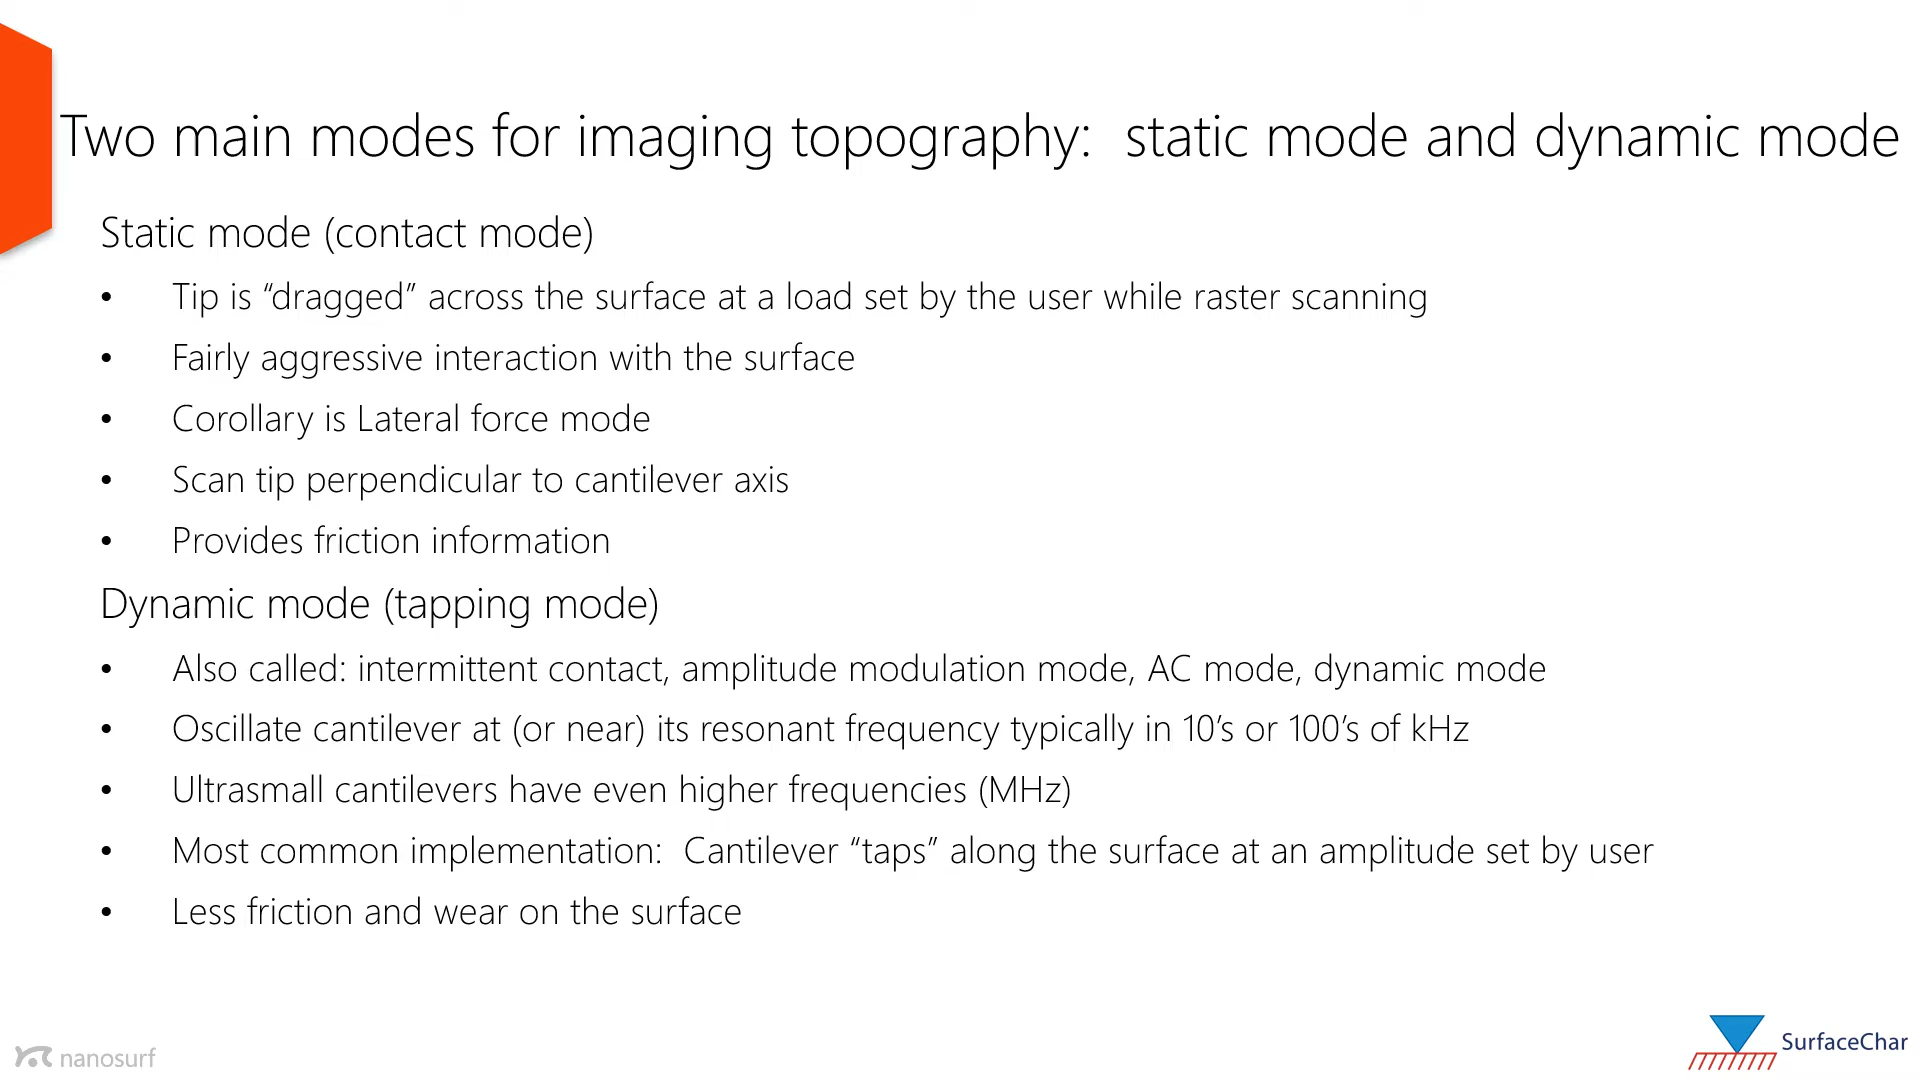 Two main modes for imaging topography:  static mode and dynamic mode
Static mode (contact mode)
• Tip is “dragged” across the surface at a load set by the user while raster scanning
• Fairly aggressive interaction with the surface
• Corollary is Lateral force mode
• Scan tip perpendicular to cantilever axis
• Provides friction information
Dynamic mode (tapping mode)
• Also called: intermittent contact, amplitude modulation mode, AC mode, dynamic mode
• Oscillate cantilever at (or near) its resonant frequency typically in 10’s or 100’s of kHz
• Ultrasmall cantilevers have even higher frequencies (MHz)
• Most common implementation:  Cantilever “taps” along the surface at an amplitude set by user
• Less friction and wear on the surface
nanosurf
SurfaceChar